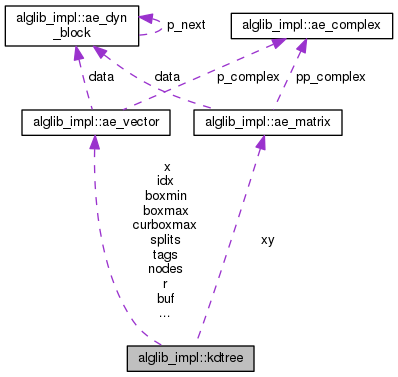 alglib_impl::ae_dyn
_block
p_next
alglib_impl::ae_complex
data
data
p_complex
pp_complex
alglib_impl::ae_vector
alglib_impl::ae_matrix
x
idx
boxmin
boxmax
curboxmax
splits
tags
nodes
r
buf
...
xy
alglib_impl::kdtree